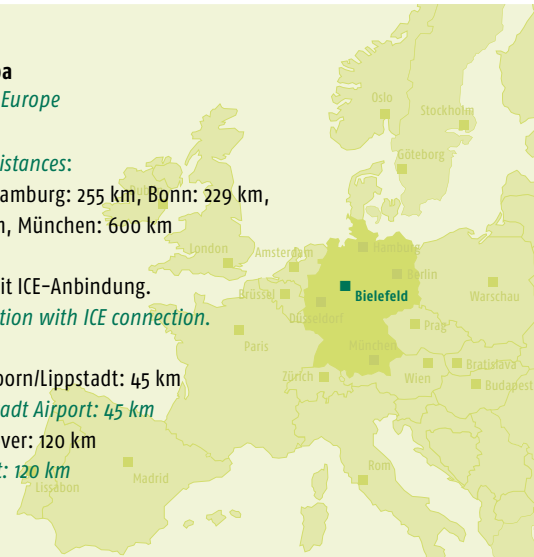 pa
Europe
istances:
amburg: 255 km, Bonn: 229 km,
m, München: 600 km
it ICE-Anbindung.
tion with ICE connection.
born/Lippstadt: 45 km
tadt Airport: 45 km
ver: 120 km
t: 120 km
Oslo
Stockholm
Göteborg
London
Amsterdam
Hamburg
Berlin
Brüssel
Bielefeld
Warschau
Düsseldorf
Paris
Prag
München
Zürich
Wien
Bratislava
Budapest
Rom
Madrid
Lissabon